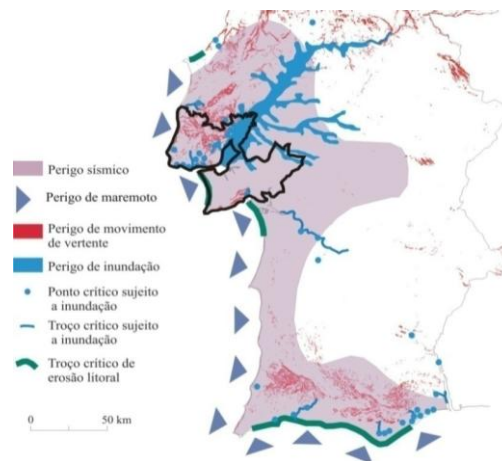 Perigo sísmico
Perigo de maremoto
Perigo de movimento
de vertente
Perigo de inundação
Ponto crítico sujeito
a inundação
Troço crítico sujeito
a inundação
Troço crítico de
erosão litoral
0 50 km